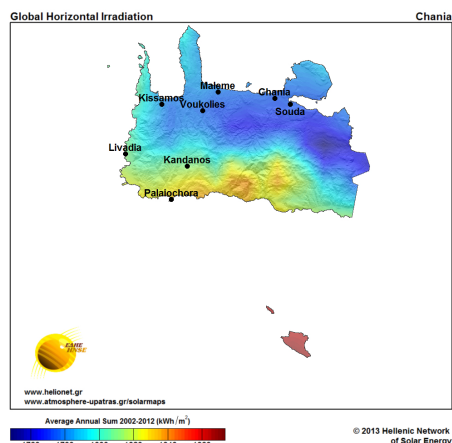 Global Horizontal Irradiation
Chania
Maleme
Chania
Kissamos
Voukolies
Souda
Livadia
Kandanos
Palaiochora
EAHE
HNSE
www.helionet.gr
www.atmosphere-upatras.gr/solarmaps
Average Annual Sum 2002-2012 (kWh/m²)
© 2013 Hellenic Network
of Solar Energy